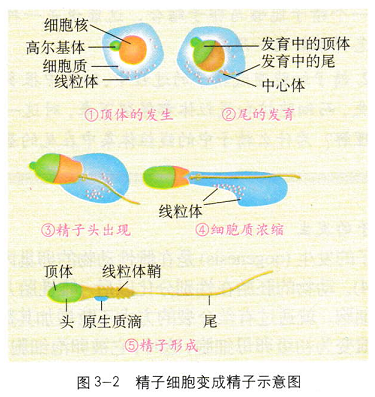 细胞核
高尔基体
细胞质
线粒体
①顶体的发生
发育中的顶体
发育中的尾
中心体
②尾的发育
③精子头出现
线粒体
④细胞质浓缩
顶体
线粒体鞘
头
原生质滴
尾
⑤精子形成
图3-2 精子细胞变成精子示意图